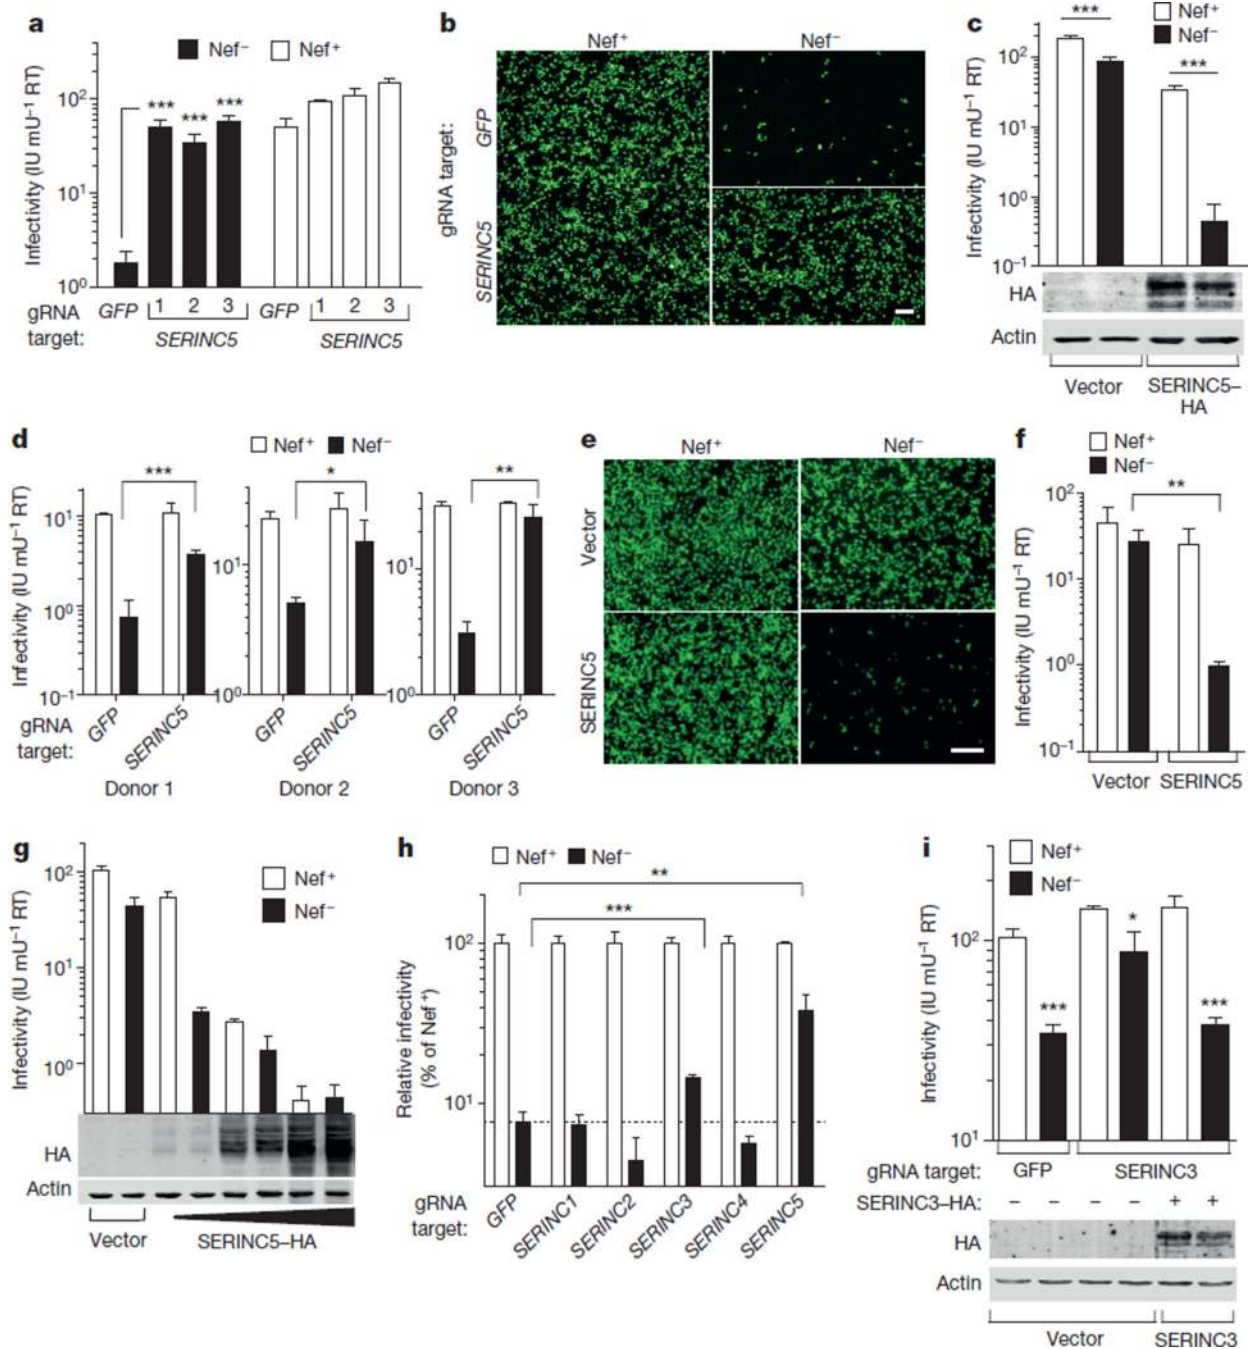 a
Nef⁻ Nef⁺
Infectivity (IU mU⁻¹ RT)
10²
10¹
10⁰
*** *** ***
gRNA target:
GFP 1 2 3 GFP 1 2 3
SERINC5 SERINC5
b
Nef⁺ Nef⁻
gRNA target:
GFP
SERINC5
c
Nef⁺
Nef⁻
*** ***
Infectivity (IU mU⁻¹ RT)
10²
10¹
10⁰
10⁻¹
HA
Actin
Vector SERINC5–
HA
d
Nef⁺ Nef⁻
*** * **
Infectivity (IU mU⁻¹ RT)
10¹
10⁰
10⁻¹
10¹
10⁰
10¹
10⁰
gRNA
target:
GFP SERINC5 GFP SERINC5 GFP SERINC5
Donor 1 Donor 2 Donor 3
e
Nef⁺ Nef⁻
Vector
SERINC5
f
Nef⁺
Nef⁻
**
Infectivity (IU mU⁻¹ RT)
10²
10¹
10⁰
10⁻¹
Vector SERINC5
g
Nef⁺
Nef⁻
Infectivity (IU mU⁻¹ RT)
10²
10¹
10⁰
HA
Actin
Vector SERINC5–HA
h
Nef⁺ Nef⁻
**
***
Relative infectivity
(% of Nef⁺)
10²
10¹
gRNA
target:
GFP SERINC1 SERINC2 SERINC3 SERINC4 SERINC5
i
Nef⁺
Nef⁻
*** * ***
Infectivity (IU mU⁻¹ RT)
10²
10¹
gRNA target: GFP SERINC3
SERINC3–HA: – – – – + +
HA
Actin
Vector SERINC3